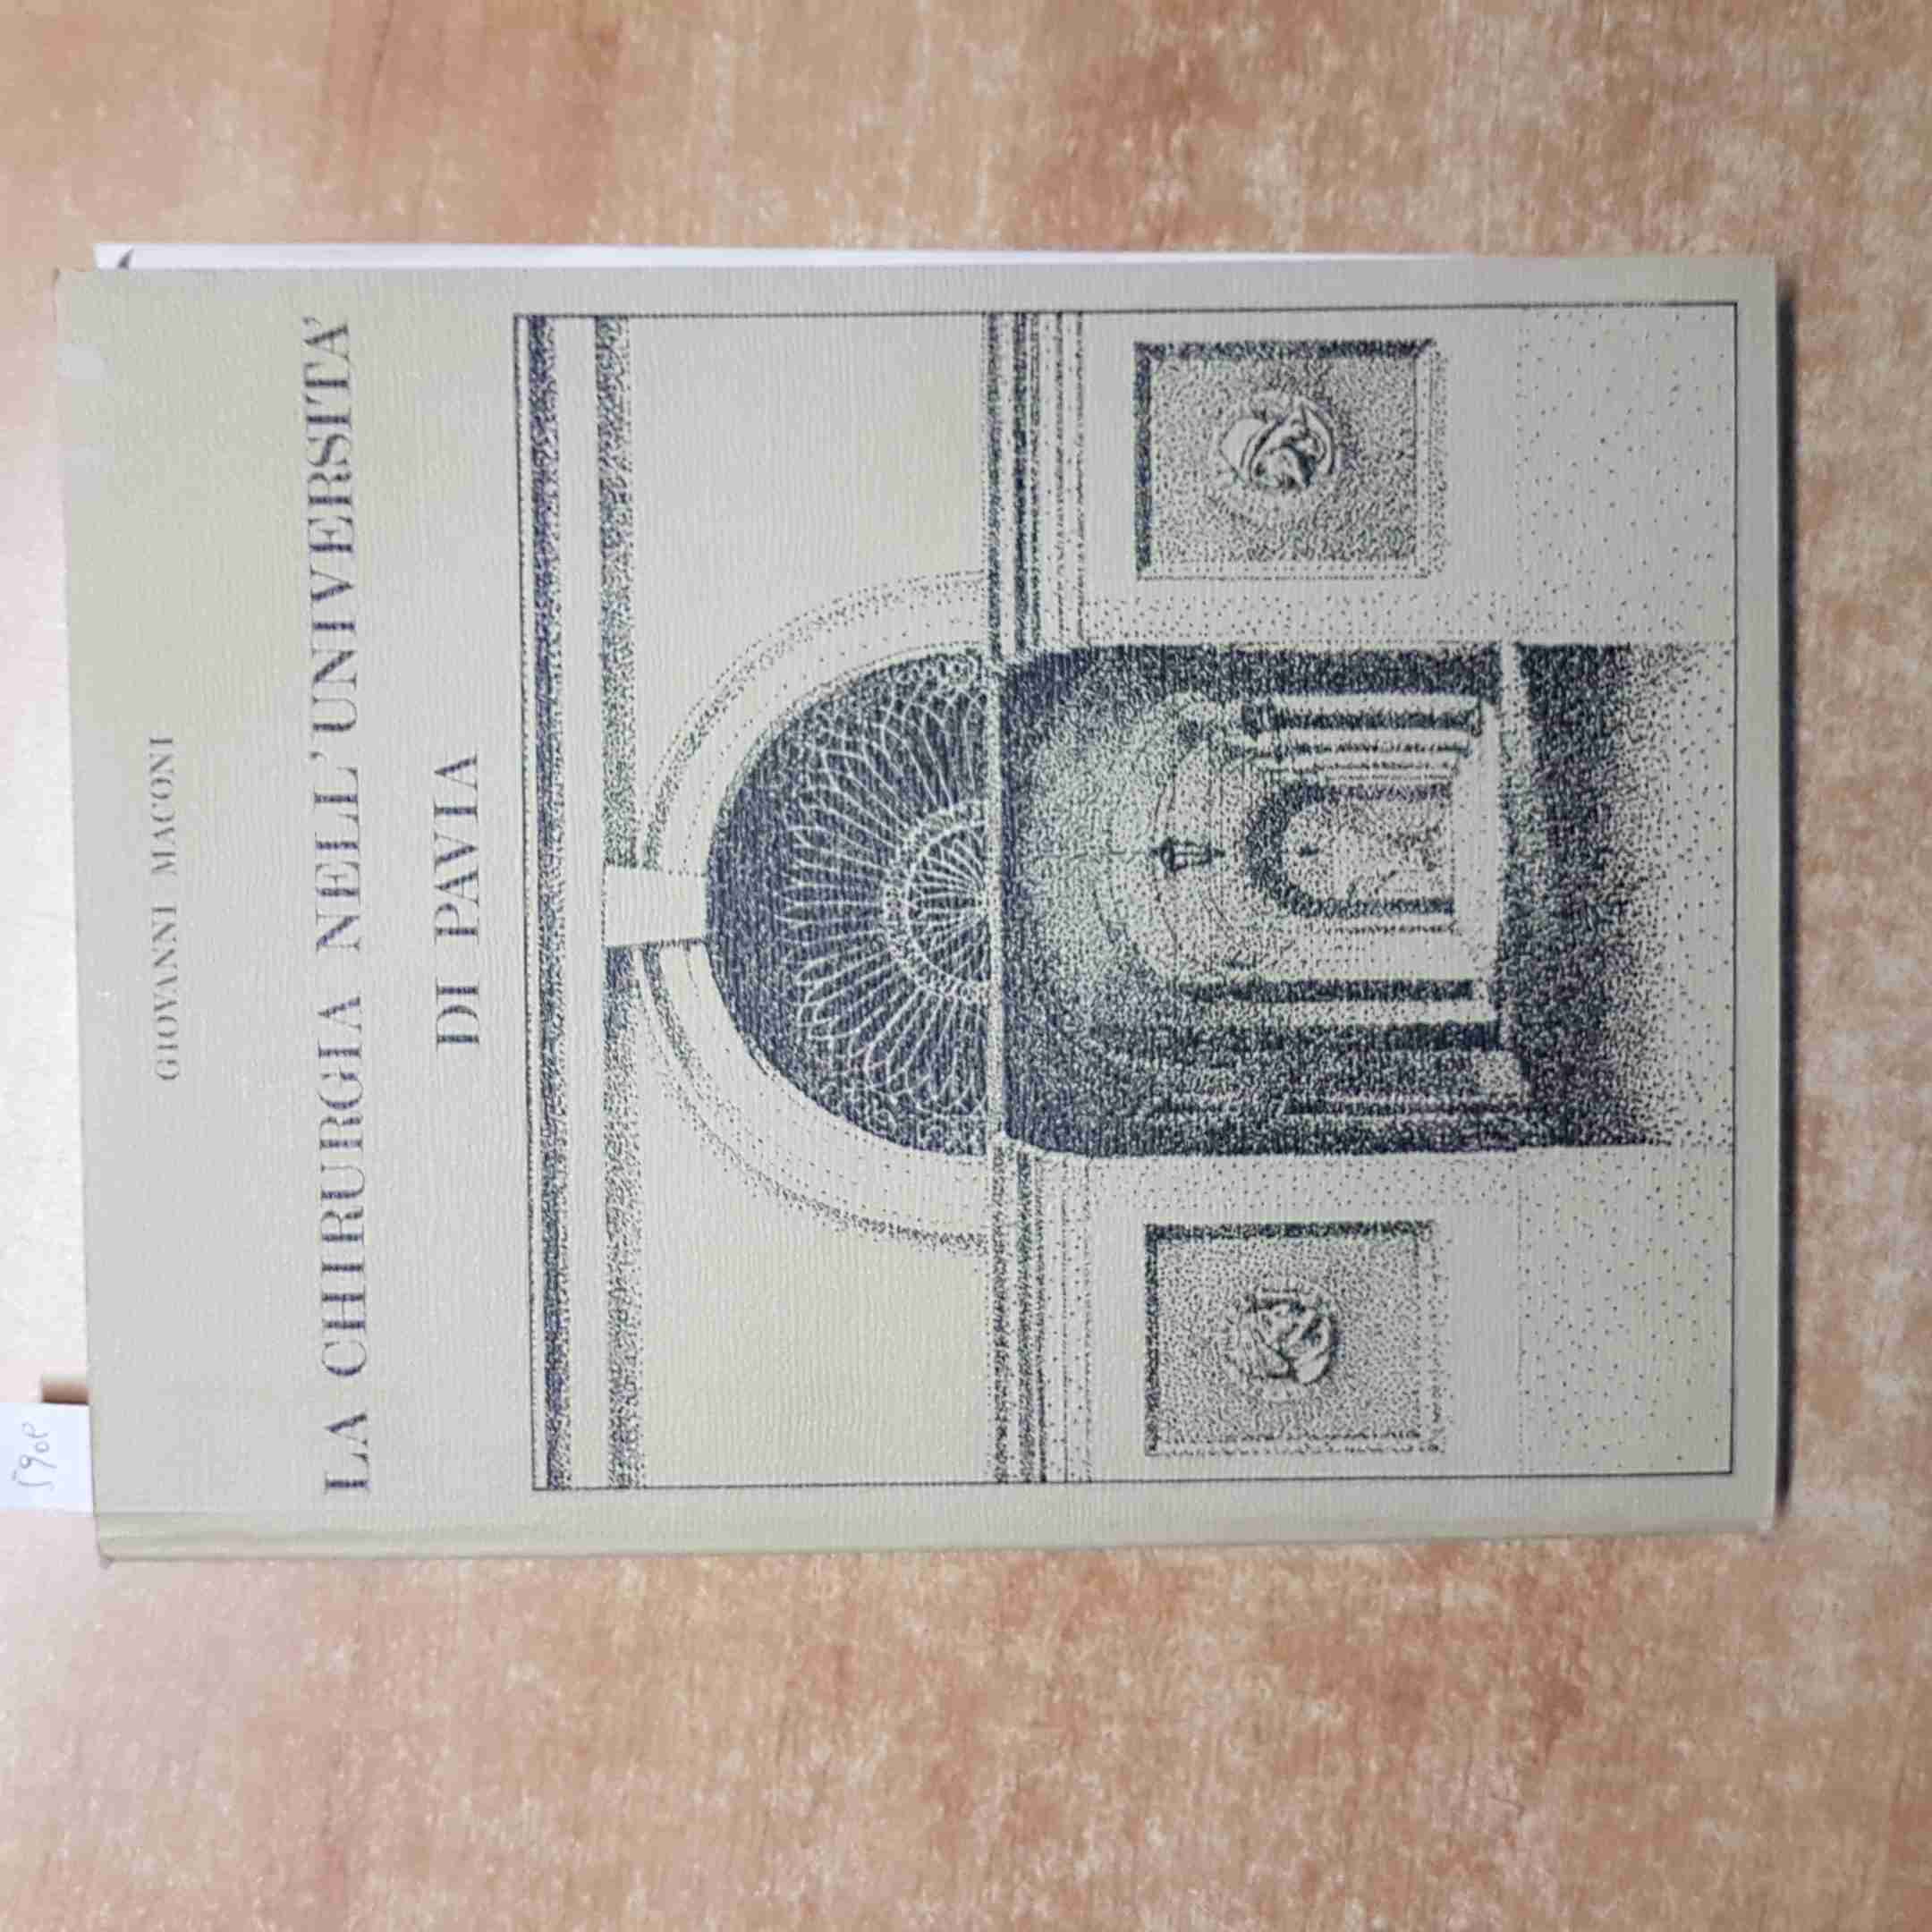 GIOVANNI MACONI
LA CHIRURGIA NELL'UNIVERSITA'
DI PAVIA